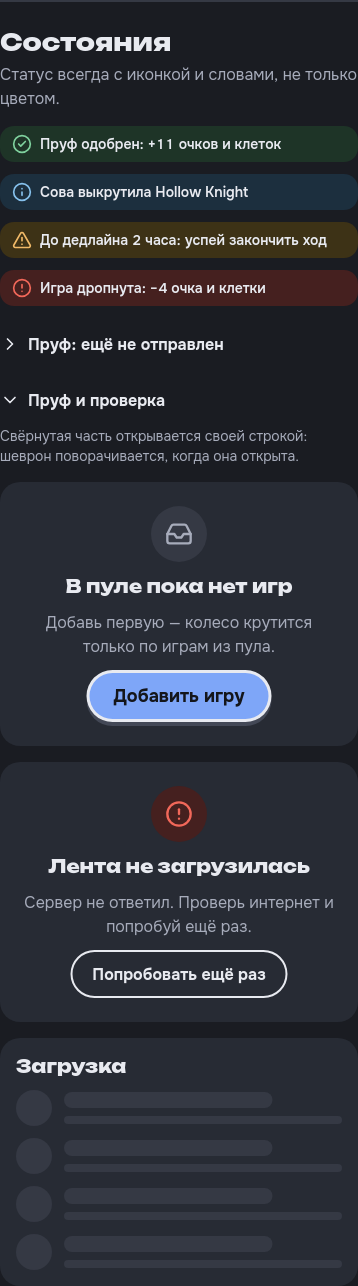 Состояния
Статус всегда с иконкой и словами, не только
цветом.
Пруф одобрен: +11 очков и клеток
Сова выкрутила Hollow Knight
До дедлайна 2 часа: успей закончить ход
Игра дропнута: −4 очка и клетки
Пруф: ещё не отправлен
Пруф и проверка
Свёрнутая часть открывается своей строкой:
шеврон поворачивается, когда она открыта.
В пуле пока нет игр
Добавь первую — колесо крутится
только по играм из пула.
Добавить игру
Лента не загрузилась
Сервер не ответил. Проверь интернет и
попробуй ещё раз.
Попробовать ещё раз
Загрузка